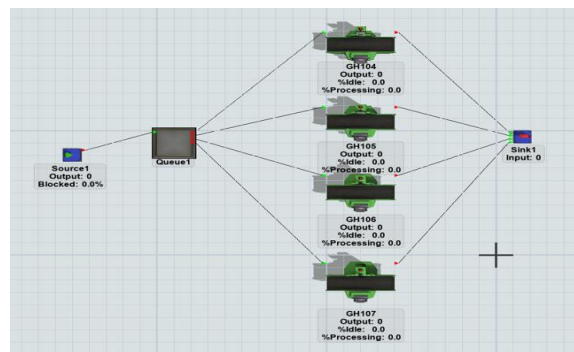 GH104
Output: 0
%Idle: 0.0
%Processing: 0.0
GH105
Output: 0
%Idle: 0.0
%Processing: 0.0
Source1
Output: 0
Blocked: 0.0%
Queue1
Sink1
Input: 0
GH106
Output: 0
%Idle: 0.0
%Processing: 0.0
GH107
Output: 0
%Idle: 0.0
%Processing: 0.0